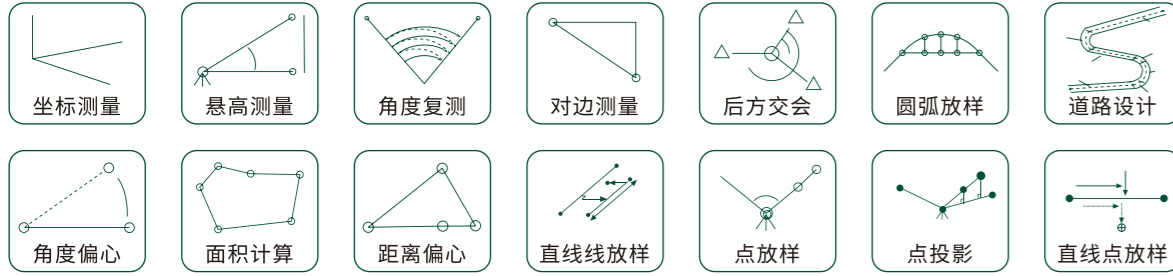 坐标测量
悬高测量
角度复测
对边测量
后方交会
圆弧放样
道路设计
角度偏心
面积计算
距离偏心
直线线放样
点放样
点投影
直线点放样